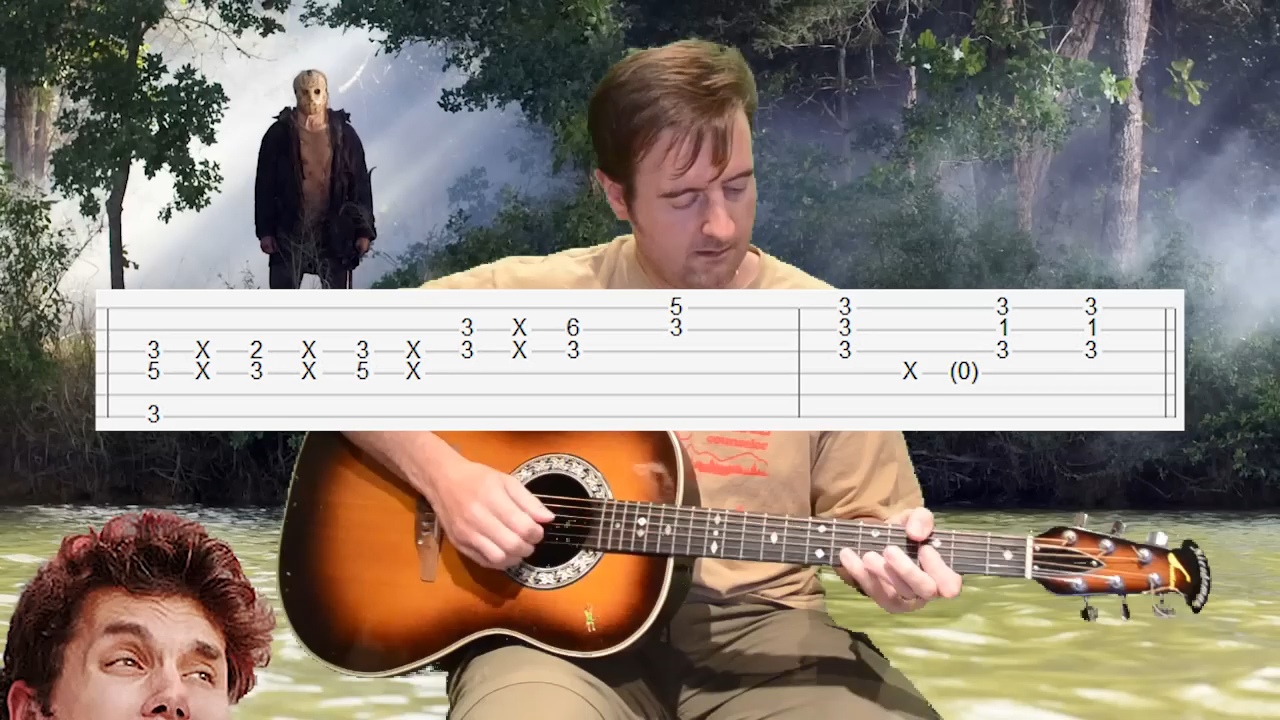 5 3 3 3
3 X 6 3 3 1 1
3 X 2 X 3 X 3 X 3 3 3 3
5 X 3 X 5 X X (0)
3
counselor